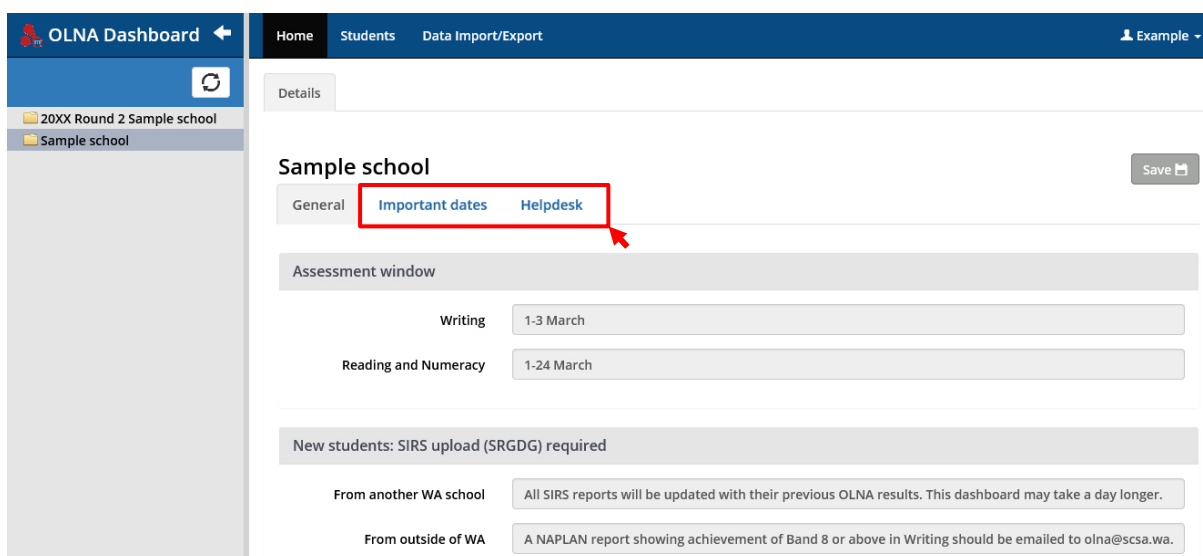 OLNA Dashboard
Home Students Data Import/Export Example
Details
20XX Round 2 Sample school
Sample school
Sample school
Save
General Important dates Helpdesk
Assessment window
Writing 1-3 March
Reading and Numeracy 1-24 March
New students: SIRS upload (SRGDG) required
From another WA school All SIRS reports will be updated with their previous OLNA results. This dashboard may take a day longer.
From outside of WA A NAPLAN report showing achievement of Band 8 or above in Writing should be emailed to olna@scsa.wa.